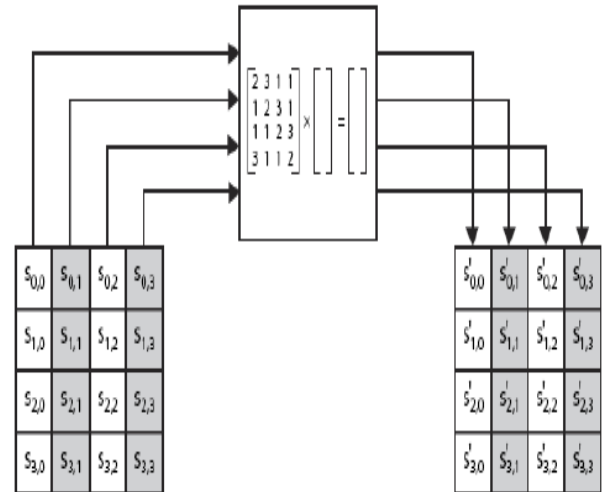 2 3 1 1
1 2 3 1
1 1 2 3
3 1 1 2
× =
S0,0 S0,1 S0,2 S0,3
S1,0 S1,1 S1,2 S1,3
S2,0 S2,1 S2,2 S2,3
S3,0 S3,1 S3,2 S3,3
S'0,0 S'0,1 S'0,2 S'0,3
S'1,0 S'1,1 S'1,2 S'1,3
S'2,0 S'2,1 S'2,2 S'2,3
S'3,0 S'3,1 S'3,2 S'3,3